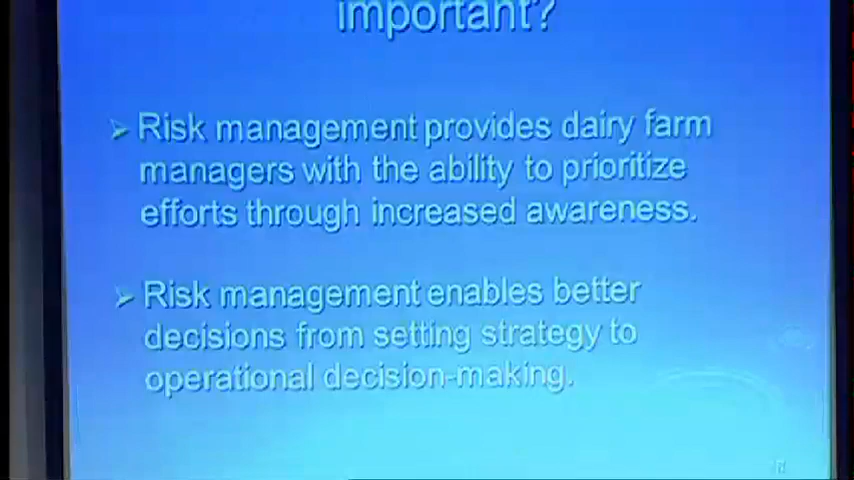 important?
➢ Risk management provides dairy farm
managers with the ability to prioritize
efforts through increased awareness.
➢ Risk management enables better
decisions from setting strategy to
operational decision-making.